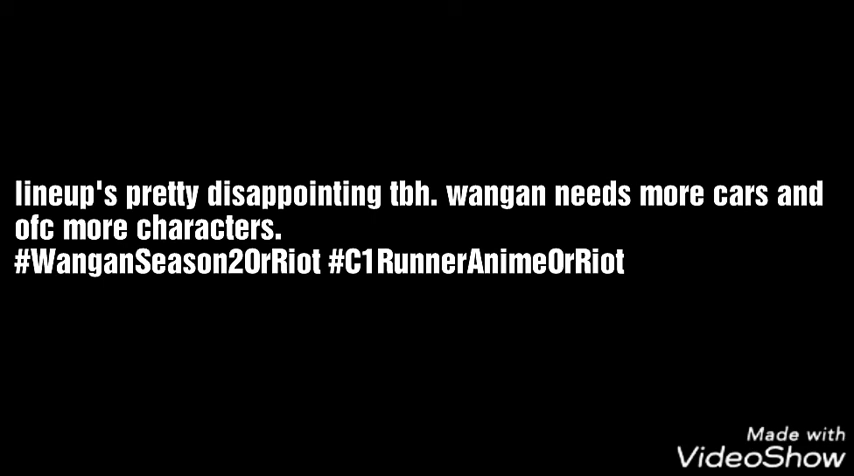 lineup's pretty disappointing tbh. wangan needs more cars and
ofc more characters.
#WanganSeason2OrRiot #C1RunnerAnimeOrRiot
Made with
VideoShow